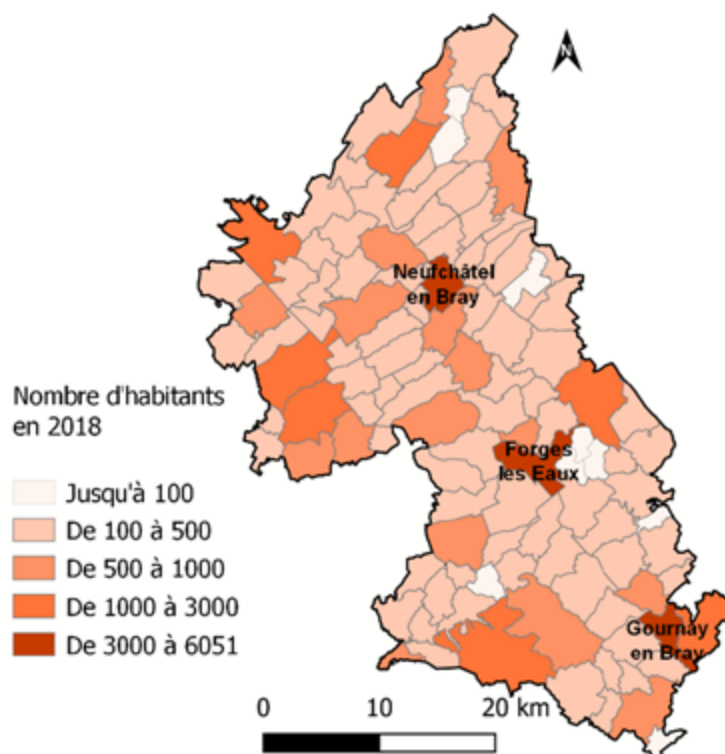 N
Neufchâtel
en Bray
Nombre d'habitants
en 2018
Forges
les Eaux
Jusqu'à 100
De 100 à 500
De 500 à 1000
De 1000 à 3000
De 3000 à 6051
Gournay
en Bray
0 10 20 km